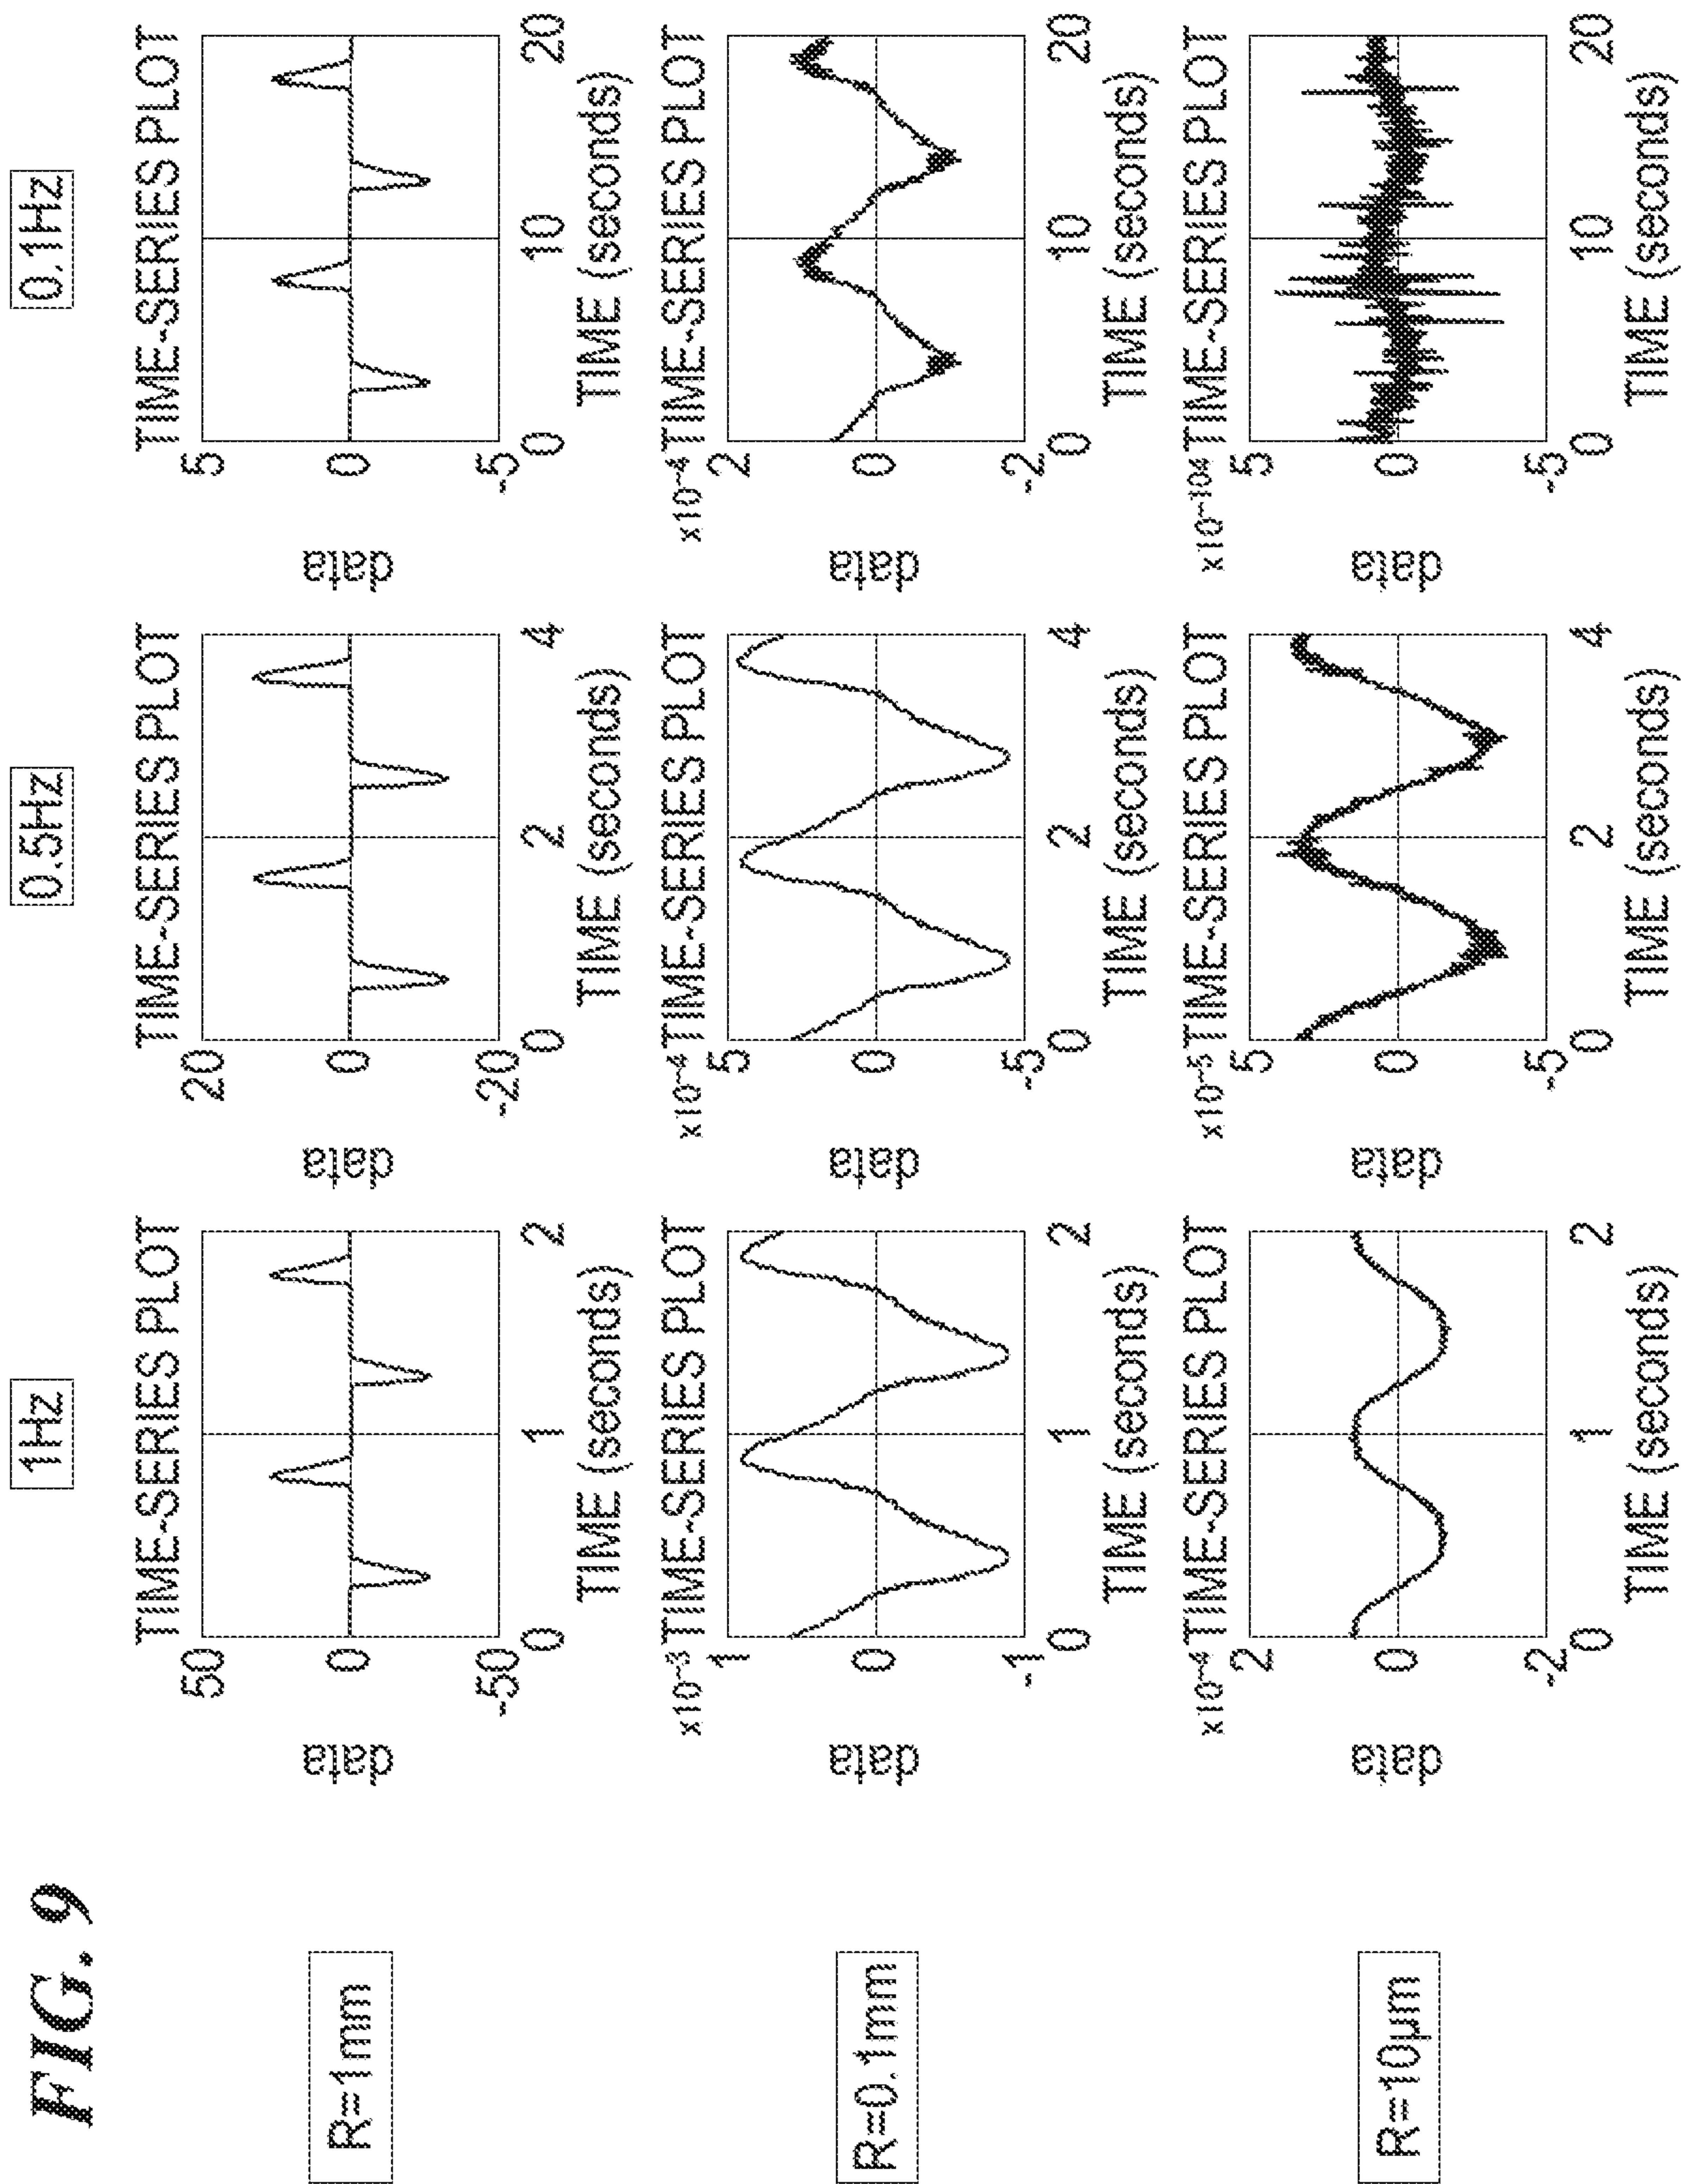 FIG. 9
1Hz
0.5Hz
0.1Hz
R=1mm
TIME-SERIES PLOT
50
0
-50
data
0 1 2
TIME (seconds)
TIME-SERIES PLOT
20
0
-20
data
0 2 4
TIME (seconds)
TIME-SERIES PLOT
5
0
-5
data
0 10 20
TIME (seconds)
R=0.1mm
x10⁻³ TIME-SERIES PLOT
1
0
-1
data
0 1 2
TIME (seconds)
x10⁻⁴ TIME-SERIES PLOT
5
0
-5
data
0 2 4
TIME (seconds)
x10⁻⁴ TIME-SERIES PLOT
2
0
-2
data
0 10 20
TIME (seconds)
R=10μm
x10⁻⁴ TIME-SERIES PLOT
2
0
-2
data
0 1 2
TIME (seconds)
x10⁻⁵ TIME-SERIES PLOT
5
0
-5
data
0 2 4
TIME (seconds)
x10⁻¹⁰⁴ TIME-SERIES PLOT
5
0
-5
data
0 10 20
TIME (seconds)